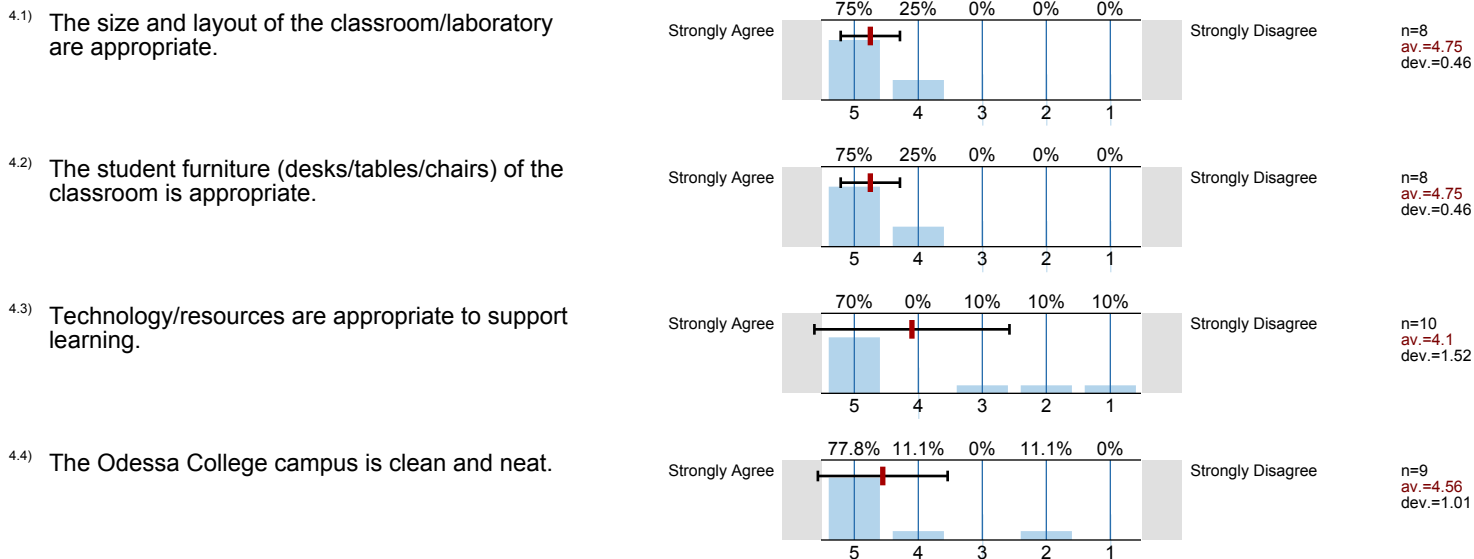 4.1) The size and layout of the classroom/laboratory
are appropriate.
75% 25% 0% 0% 0%
Strongly Agree
Strongly Disagree
n=8
av.=4.75
dev.=0.46
5 4 3 2 1
4.2) The student furniture (desks/tables/chairs) of the
classroom is appropriate.
75% 25% 0% 0% 0%
Strongly Agree
Strongly Disagree
n=8
av.=4.75
dev.=0.46
5 4 3 2 1
4.3) Technology/resources are appropriate to support
learning.
70% 0% 10% 10% 10%
Strongly Agree
Strongly Disagree
n=10
av.=4.1
dev.=1.52
5 4 3 2 1
4.4) The Odessa College campus is clean and neat.
77.8% 11.1% 0% 11.1% 0%
Strongly Agree
Strongly Disagree
n=9
av.=4.56
dev.=1.01
5 4 3 2 1